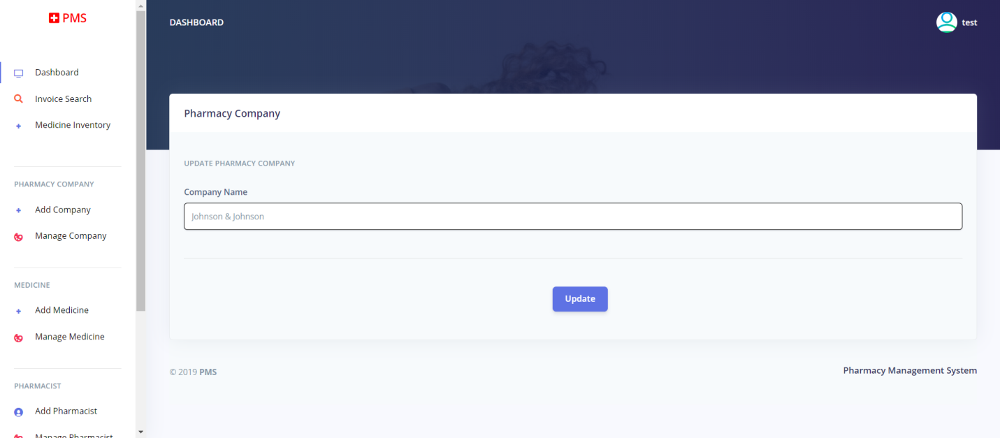 PMS
DASHBOARD
test
Dashboard
Invoice Search
Medicine Inventory
PHARMACY COMPANY
Add Company
Manage Company
MEDICINE
Add Medicine
Manage Medicine
PHARMACIST
Add Pharmacist
Manage Pharmacist
Pharmacy Company
UPDATE PHARMACY COMPANY
Company Name
Johnson & Johnson
Update
© 2019 PMS
Pharmacy Management System